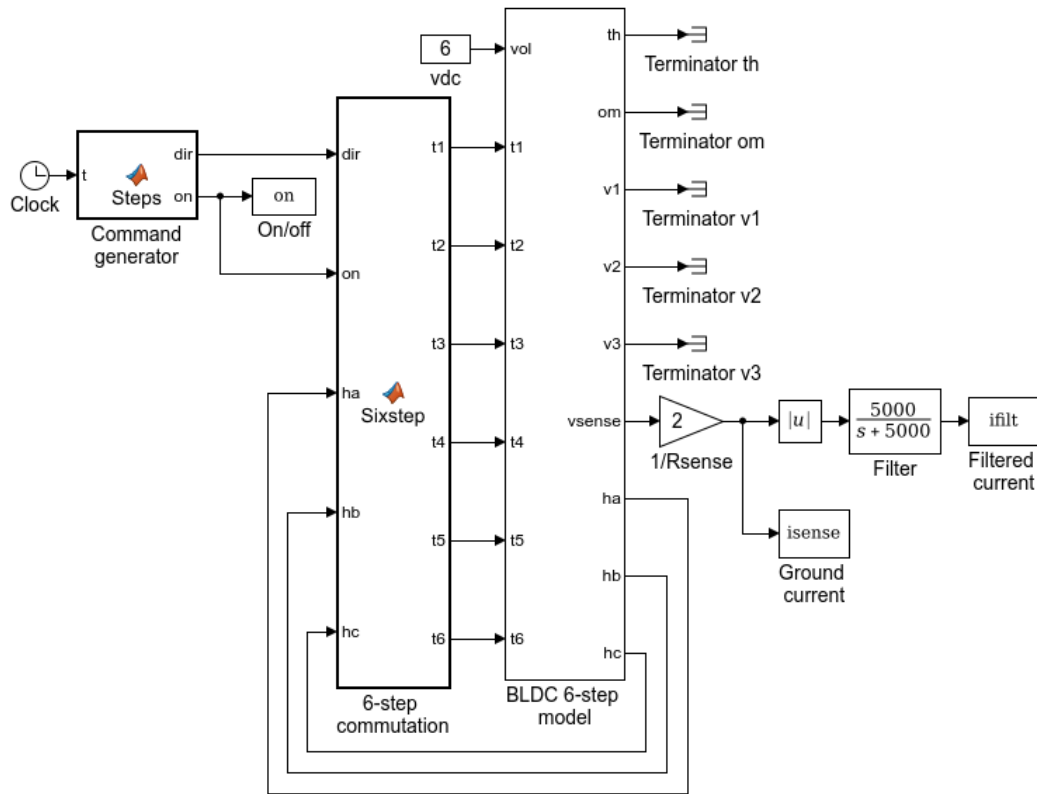 Clock
t
Steps
dir
on
Command
generator
on
On/off
dir
on
ha
hb
hc
Sixstep
t1
t2
t3
t4
t5
t6
6-step
commutation
6
vdc
vol
t1
t2
t3
t4
t5
t6
th
om
v1
v2
v3
vsense
ha
hb
hc
BLDC 6-step
model
Terminator th
Terminator om
Terminator v1
Terminator v2
Terminator v3
2
1/Rsense
|u|
5000
s + 5000
Filter
ifilt
Filtered
current
isense
Ground
current